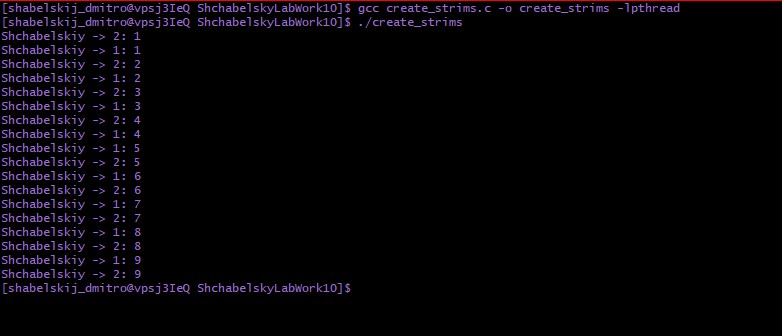 [shabelskij_dmitro@vpsj3IeQ ShchabelskyLabWork10]$ gcc create_strims.c -o create_strims -lpthread
[shabelskij_dmitro@vpsj3IeQ ShchabelskyLabWork10]$ ./create_strims
Shchabelskiy -> 2: 1
Shchabelskiy -> 1: 1
Shchabelskiy -> 2: 2
Shchabelskiy -> 1: 2
Shchabelskiy -> 2: 3
Shchabelskiy -> 1: 3
Shchabelskiy -> 2: 4
Shchabelskiy -> 1: 4
Shchabelskiy -> 1: 5
Shchabelskiy -> 2: 5
Shchabelskiy -> 1: 6
Shchabelskiy -> 2: 6
Shchabelskiy -> 1: 7
Shchabelskiy -> 2: 7
Shchabelskiy -> 1: 8
Shchabelskiy -> 2: 8
Shchabelskiy -> 1: 9
Shchabelskiy -> 2: 9
[shabelskij_dmitro@vpsj3IeQ ShchabelskyLabWork10]$